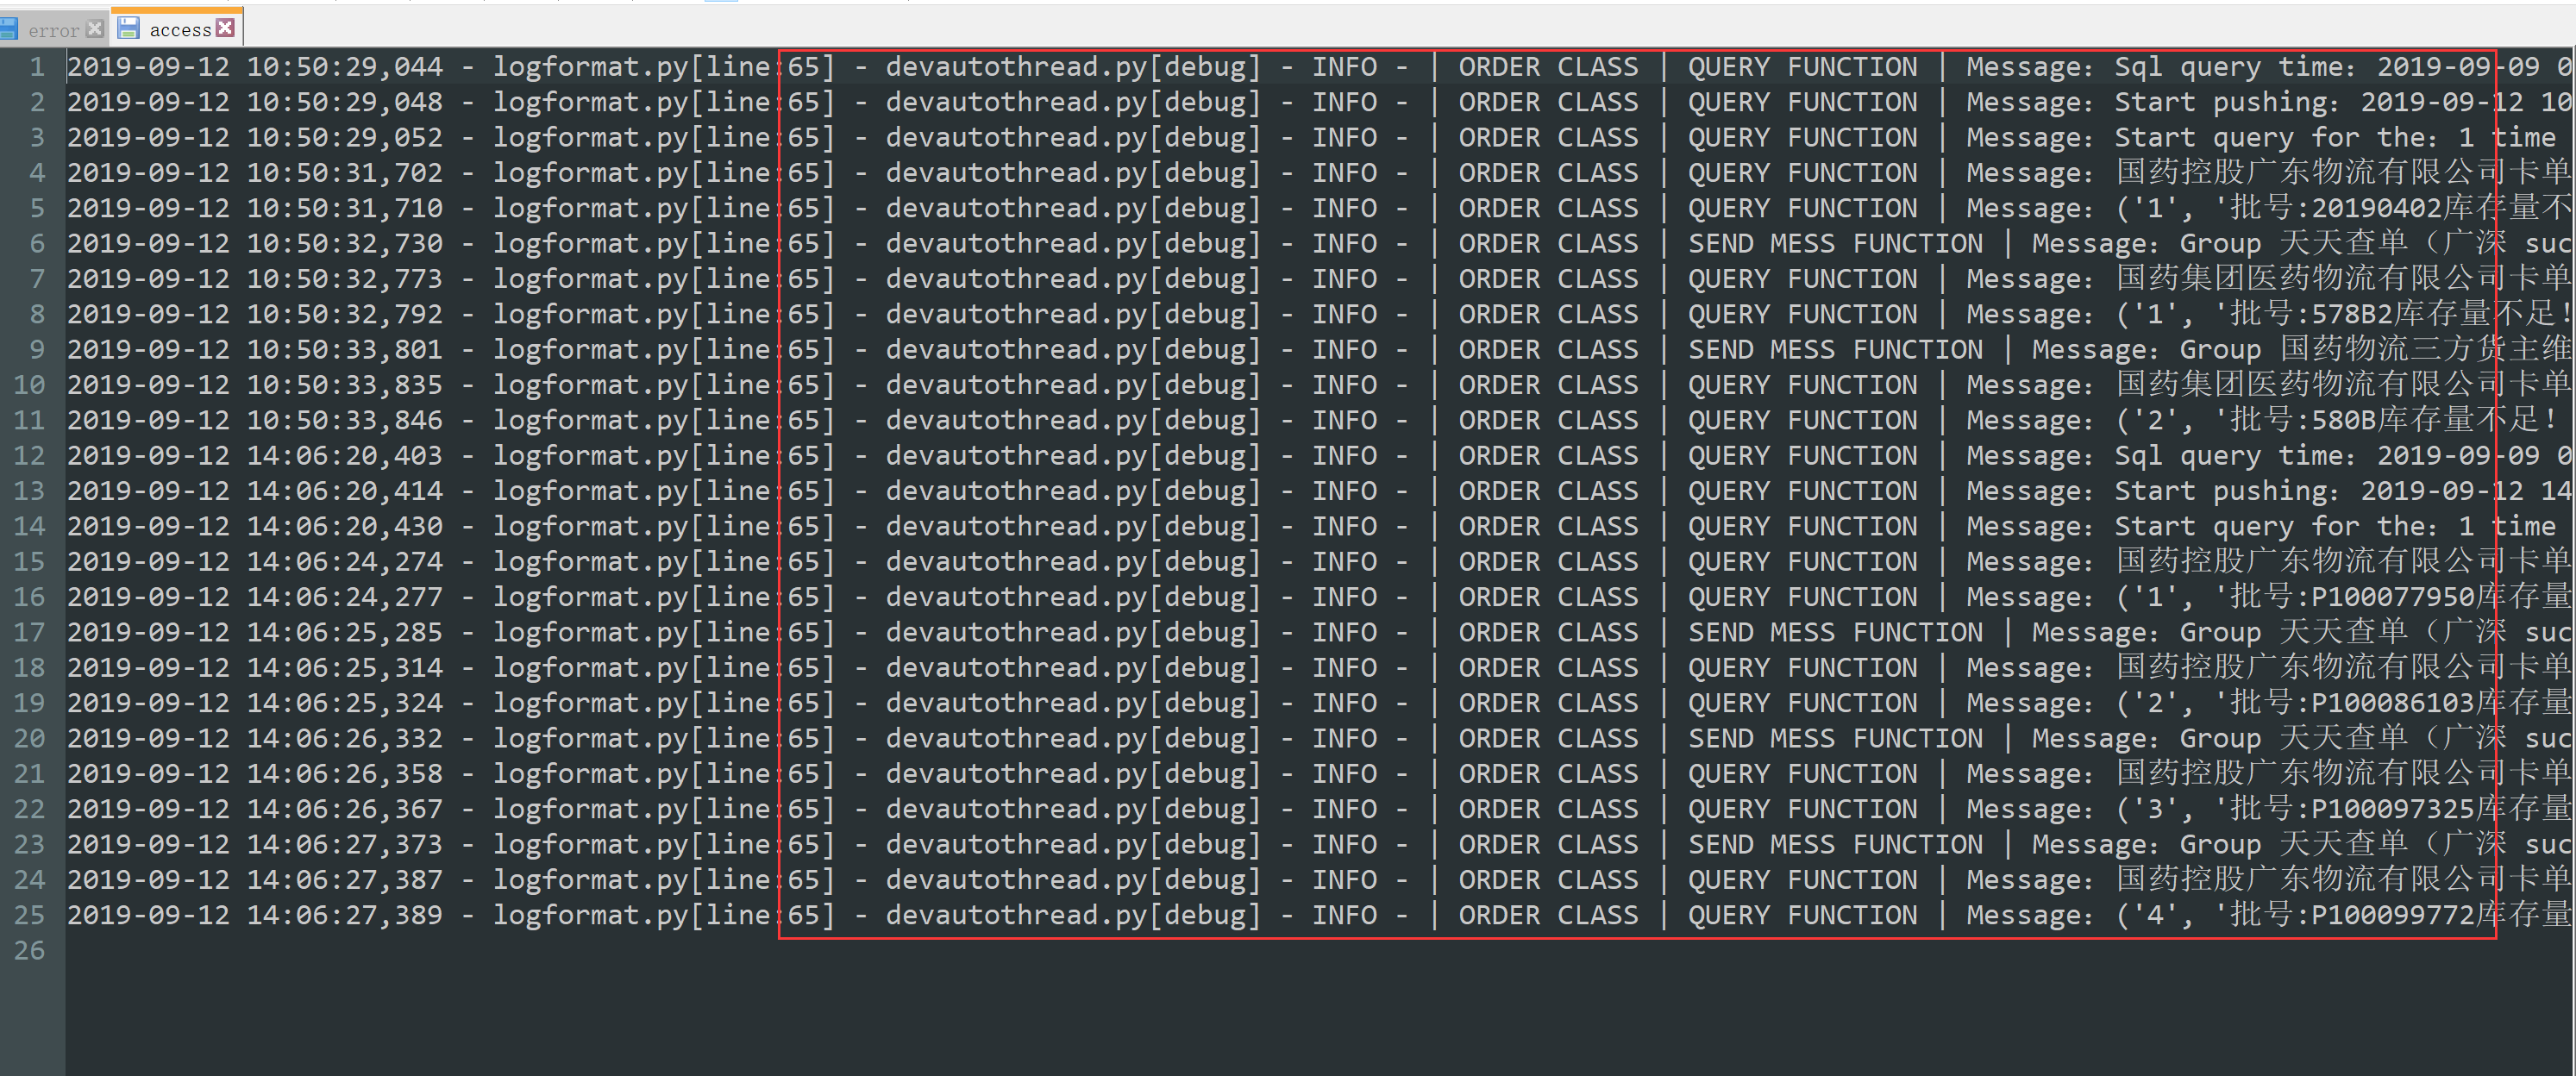 error access
1 2019-09-12 10:50:29,044 - logformat.py[line:65] - devautothread.py[debug] - INFO - | ORDER CLASS | QUERY FUNCTION | Message: Sql query time: 2019-09-09 0
2 2019-09-12 10:50:29,048 - logformat.py[line:65] - devautothread.py[debug] - INFO - | ORDER CLASS | QUERY FUNCTION | Message: Start pushing: 2019-09-12 10
3 2019-09-12 10:50:29,052 - logformat.py[line:65] - devautothread.py[debug] - INFO - | ORDER CLASS | QUERY FUNCTION | Message: Start query for the: 1 time
4 2019-09-12 10:50:31,702 - logformat.py[line:65] - devautothread.py[debug] - INFO - | ORDER CLASS | QUERY FUNCTION | Message: 国药控股广东物流有限公司卡单
5 2019-09-12 10:50:31,710 - logformat.py[line:65] - devautothread.py[debug] - INFO - | ORDER CLASS | QUERY FUNCTION | Message: ('1', '批号:20190402库存量不
6 2019-09-12 10:50:32,730 - logformat.py[line:65] - devautothread.py[debug] - INFO - | ORDER CLASS | SEND MESS FUNCTION | Message: Group 天天查单（广深 suc
7 2019-09-12 10:50:32,773 - logformat.py[line:65] - devautothread.py[debug] - INFO - | ORDER CLASS | QUERY FUNCTION | Message: 国药集团医药物流有限公司卡单
8 2019-09-12 10:50:32,792 - logformat.py[line:65] - devautothread.py[debug] - INFO - | ORDER CLASS | QUERY FUNCTION | Message: ('1', '批号:578B2库存量不足!
9 2019-09-12 10:50:33,801 - logformat.py[line:65] - devautothread.py[debug] - INFO - | ORDER CLASS | SEND MESS FUNCTION | Message: Group 国药物流三方货主维
10 2019-09-12 10:50:33,835 - logformat.py[line:65] - devautothread.py[debug] - INFO - | ORDER CLASS | QUERY FUNCTION | Message: 国药集团医药物流有限公司卡单
11 2019-09-12 10:50:33,846 - logformat.py[line:65] - devautothread.py[debug] - INFO - | ORDER CLASS | QUERY FUNCTION | Message: ('2', '批号:580B库存量不足!
12 2019-09-12 14:06:20,403 - logformat.py[line:65] - devautothread.py[debug] - INFO - | ORDER CLASS | QUERY FUNCTION | Message: Sql query time: 2019-09-09 0
13 2019-09-12 14:06:20,414 - logformat.py[line:65] - devautothread.py[debug] - INFO - | ORDER CLASS | QUERY FUNCTION | Message: Start pushing: 2019-09-12 14
14 2019-09-12 14:06:20,430 - logformat.py[line:65] - devautothread.py[debug] - INFO - | ORDER CLASS | QUERY FUNCTION | Message: Start query for the: 1 time
15 2019-09-12 14:06:24,274 - logformat.py[line:65] - devautothread.py[debug] - INFO - | ORDER CLASS | QUERY FUNCTION | Message: 国药控股广东物流有限公司卡单
16 2019-09-12 14:06:24,277 - logformat.py[line:65] - devautothread.py[debug] - INFO - | ORDER CLASS | QUERY FUNCTION | Message: ('1', '批号:P100077950库存量
17 2019-09-12 14:06:25,285 - logformat.py[line:65] - devautothread.py[debug] - INFO - | ORDER CLASS | SEND MESS FUNCTION | Message: Group 天天查单（广深 suc
18 2019-09-12 14:06:25,314 - logformat.py[line:65] - devautothread.py[debug] - INFO - | ORDER CLASS | QUERY FUNCTION | Message: 国药控股广东物流有限公司卡单
19 2019-09-12 14:06:25,324 - logformat.py[line:65] - devautothread.py[debug] - INFO - | ORDER CLASS | QUERY FUNCTION | Message: ('2', '批号:P100086103库存量
20 2019-09-12 14:06:26,332 - logformat.py[line:65] - devautothread.py[debug] - INFO - | ORDER CLASS | SEND MESS FUNCTION | Message: Group 天天查单（广深 suc
21 2019-09-12 14:06:26,358 - logformat.py[line:65] - devautothread.py[debug] - INFO - | ORDER CLASS | QUERY FUNCTION | Message: 国药控股广东物流有限公司卡单
22 2019-09-12 14:06:26,367 - logformat.py[line:65] - devautothread.py[debug] - INFO - | ORDER CLASS | QUERY FUNCTION | Message: ('3', '批号:P100097325库存量
23 2019-09-12 14:06:27,373 - logformat.py[line:65] - devautothread.py[debug] - INFO - | ORDER CLASS | SEND MESS FUNCTION | Message: Group 天天查单（广深 suc
24 2019-09-12 14:06:27,387 - logformat.py[line:65] - devautothread.py[debug] - INFO - | ORDER CLASS | QUERY FUNCTION | Message: 国药控股广东物流有限公司卡单
25 2019-09-12 14:06:27,389 - logformat.py[line:65] - devautothread.py[debug] - INFO - | ORDER CLASS | QUERY FUNCTION | Message: ('4', '批号:P100099772库存量
26